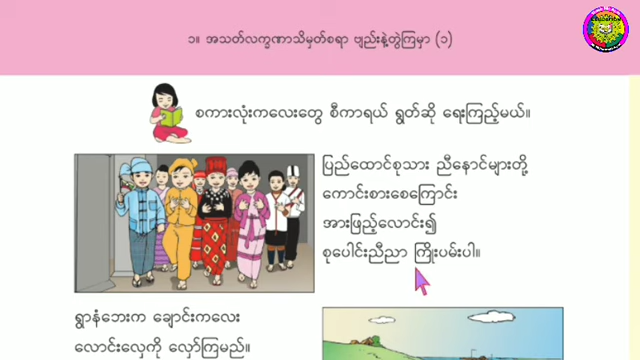 ၁။ အသတ်လက္ခဏာသိမှတ်စရာ ဗျည်းနဲ့တွဲကြမှာ (၁)
စကားလုံးကလေးတွေ စီကာရယ် ရွတ်ဆို ရေးကြည့်မယ်။
ပြည်ထောင်စုသား ညီနောင်များတို့
ကောင်းစားစေကြောင်း
အားဖြည့်လောင်း၍
စုပေါင်းညီညာ ကြိုးပမ်းပါ။
ရွာနံဘေးက ချောင်းကလေး
လောင်းလှေကို လှော်ကြမည်။